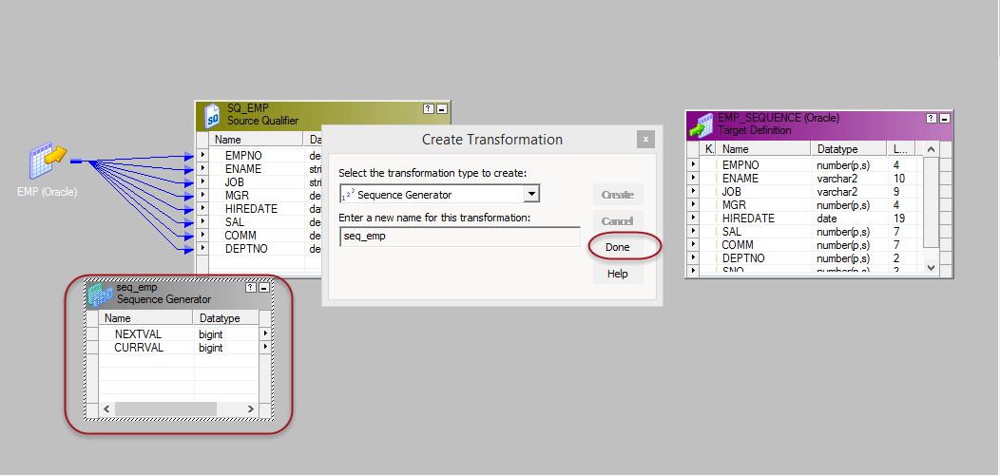 SQ_EMP
Source Qualifier
Name Da
EMPNO de
ENAME stri
JOB stri
MGR de
HIREDATE dat
SAL de
COMM de
DEPTNO de
EMP (Oracle)
Create Transformation
Select the transformation type to create:
Sequence Generator
Enter a new name for this transformation:
seq_emp
Create
Cancel
Done
Help
EMP_SEQUENCE (Oracle)
Target Definition
K. Name Datatype L...
EMPNO number(p,s) 4
ENAME varchar2 10
JOB varchar2 9
MGR number(p,s) 4
HIREDATE date 19
SAL number(p,s) 7
COMM number(p,s) 7
DEPTNO number(p,s) 2
SNO number(p,s)
seq_emp
Sequence Generator
Name Datatype
NEXTVAL bigint
CURRVAL bigint